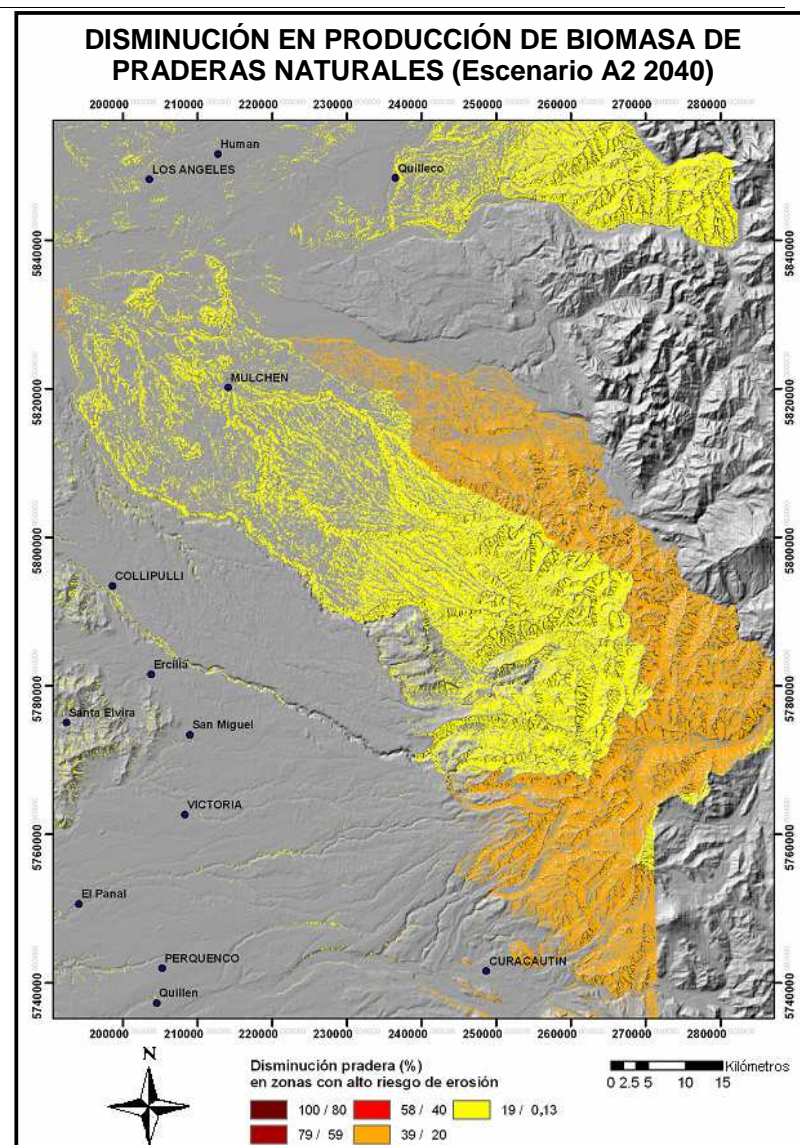 DISMINUCIÓN EN PRODUCCIÓN DE BIOMASA DE
PRADERAS NATURALES (Escenario A2 2040)
200000 210000 220000 230000 240000 250000 260000 270000 280000
Human
LOS ANGELES
Quilleco
5840000
5840000
MULCHEN
5820000
5820000
5800000
5800000
COLLIPULLI
Ercilla
5780000
5780000
Santa Elvira
San Miguel
VICTORIA
5760000
5760000
El Panal
PERQUENCO
CURACAUTIN
5740000
5740000
Quillen
200000 210000 220000 230000 240000 250000 260000 270000 280000
N
Disminución pradera (%)
en zonas con alto riesgo de erosión
Kilómetros
0 2.5 5 10 15
100 / 80 58 / 40 19 / 0,13
79 / 59 39 / 20